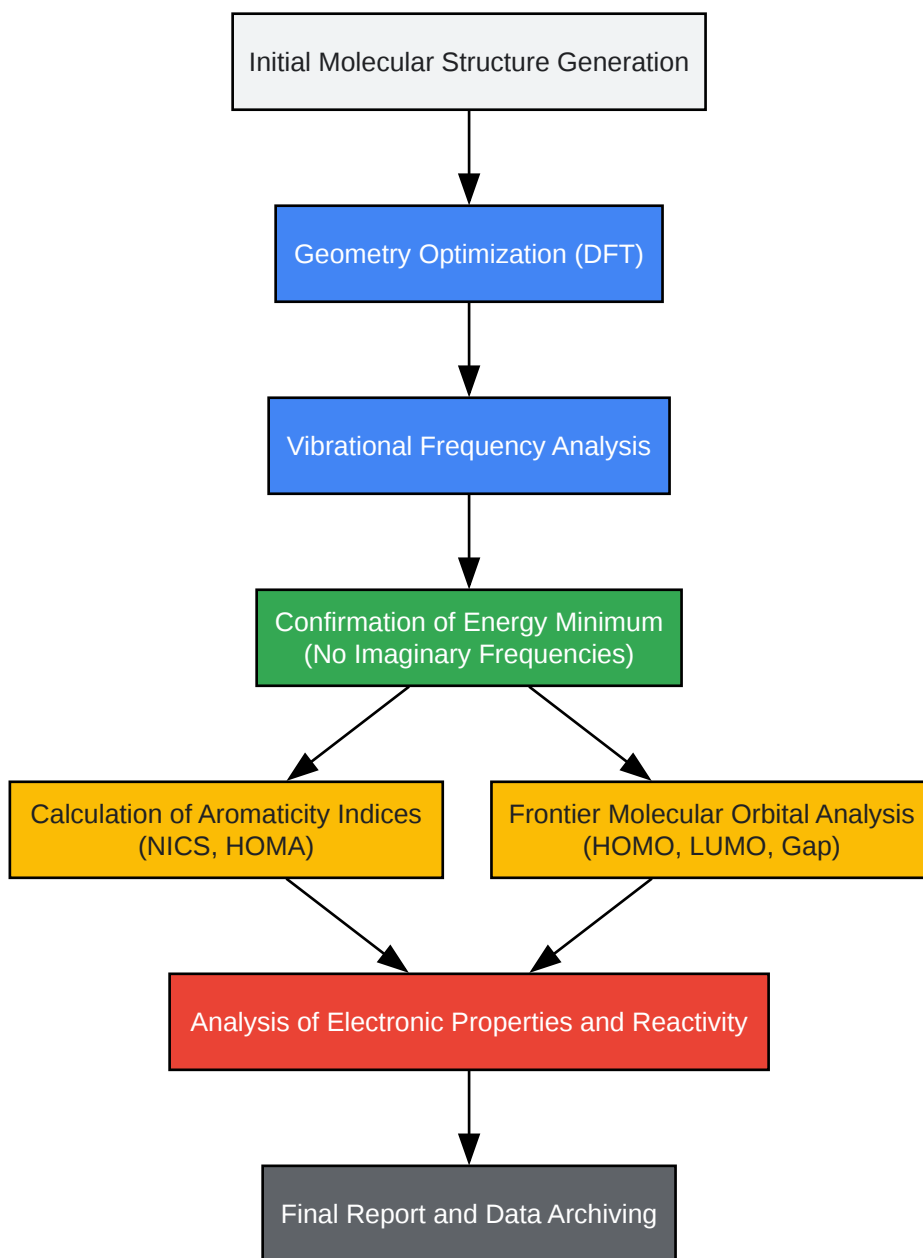 Initial Molecular Structure Generation
Geometry Optimization (DFT)
Vibrational Frequency Analysis
Confirmation of Energy Minimum
(No Imaginary Frequencies)
Calculation of Aromaticity Indices
(NICS, HOMA)
Frontier Molecular Orbital Analysis
(HOMO, LUMO, Gap)
Analysis of Electronic Properties and Reactivity
Final Report and Data Archiving